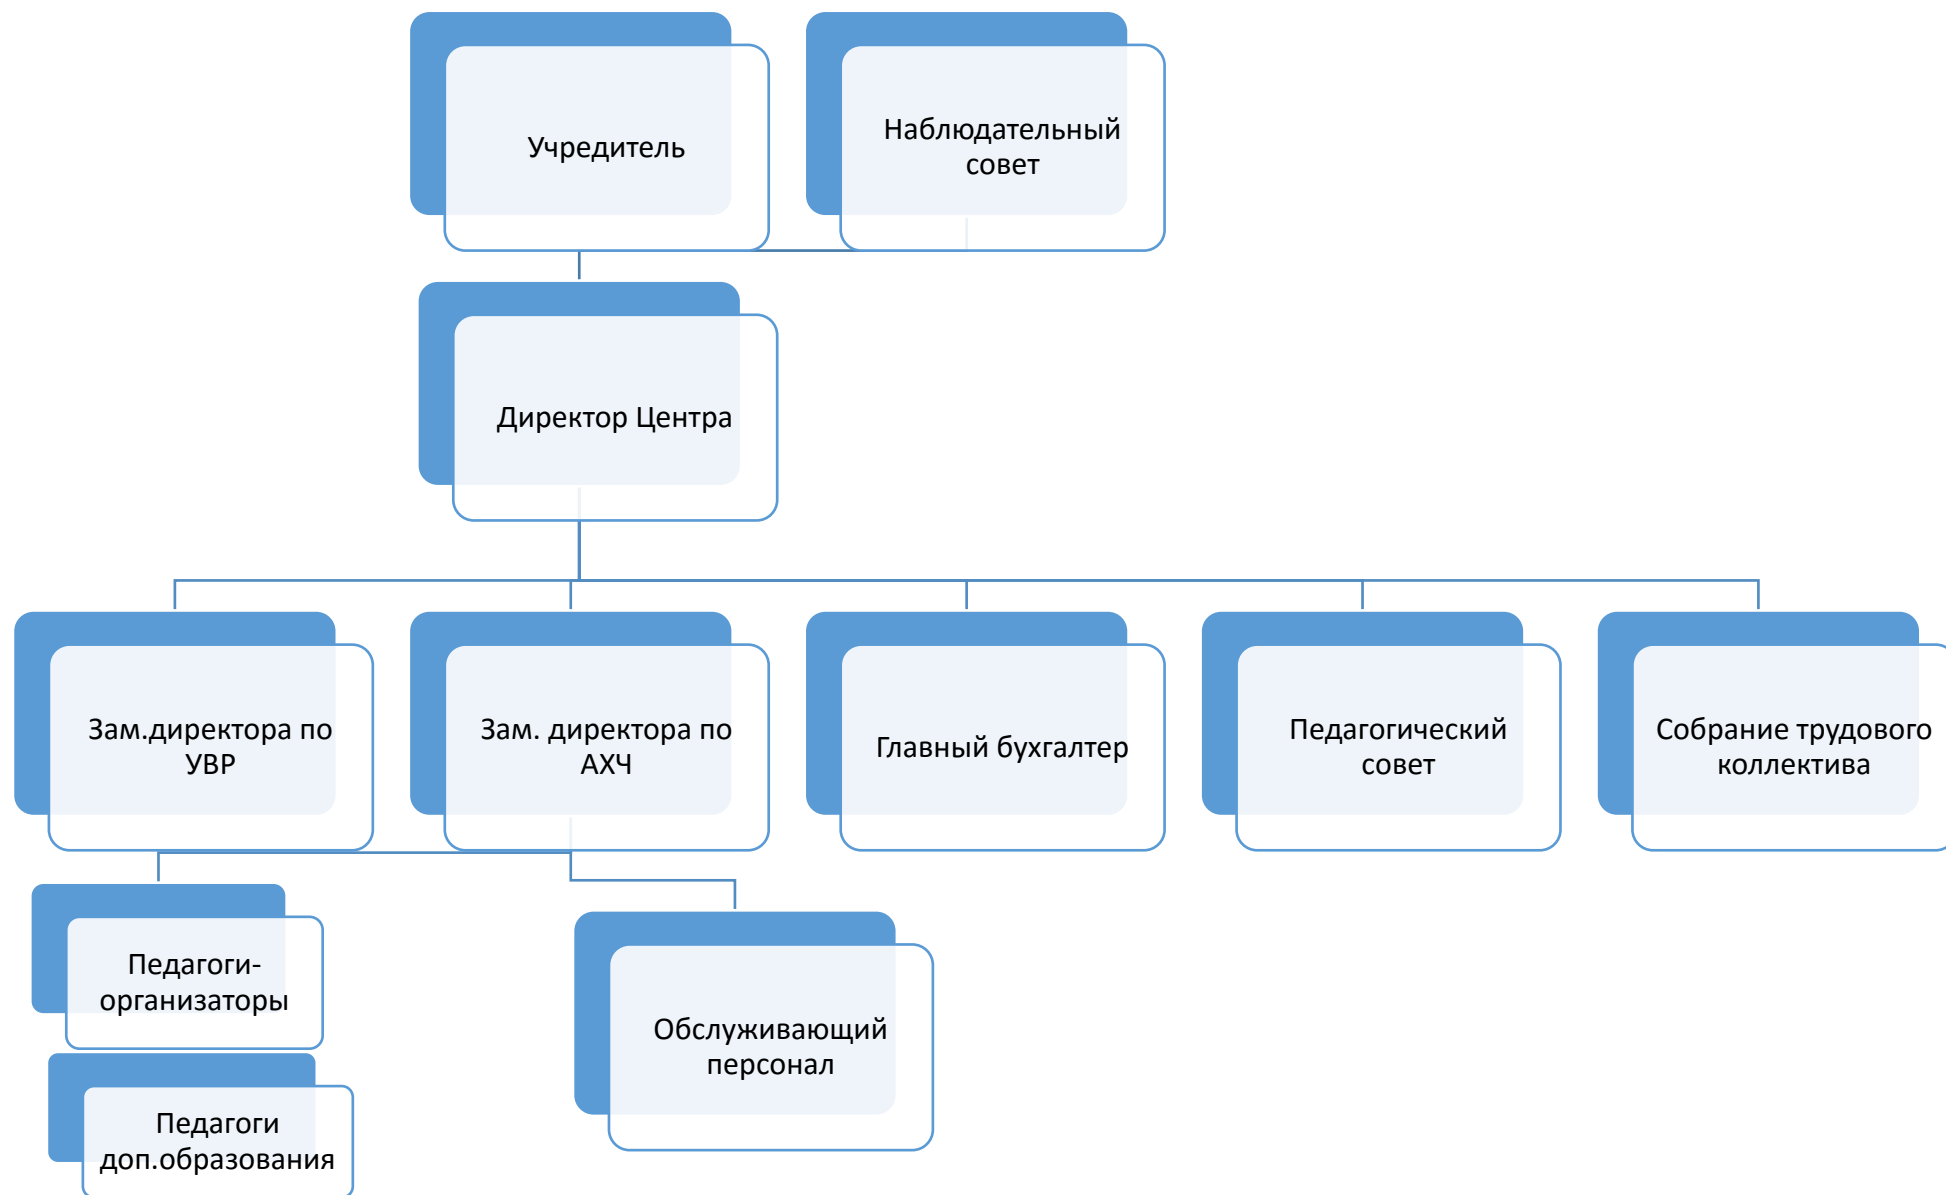 Учредитель
Наблюдательный
совет
Директор Центра
Зам.директора по
УВР
Зам. директора по
АХЧ
Главный бухгалтер
Педагогический
совет
Собрание трудового
коллектива
Педагоги-
организаторы
Обслуживающий
персонал
Педагоги
доп.образования